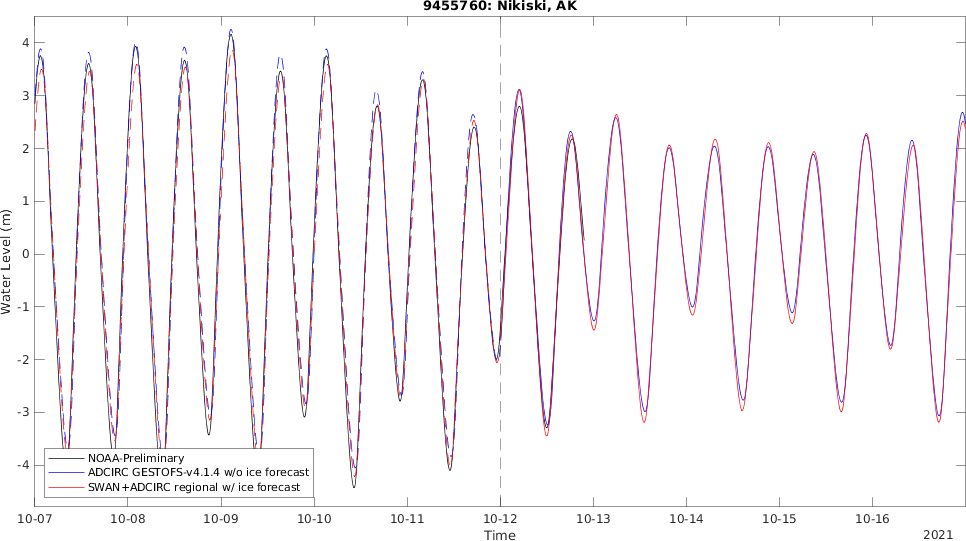 9455760: Nikiski, AK
4
3
2
1
0
-1
-2
-3
-4
Water Level (m)
NOAA-Preliminary
ADCIRC GESTOFS-v4.1.4 w/o ice forecast
SWAN+ADCIRC regional w/ ice forecast
10-07 10-08 10-09 10-10 10-11 10-12 10-13 10-14 10-15 10-16
Time
2021